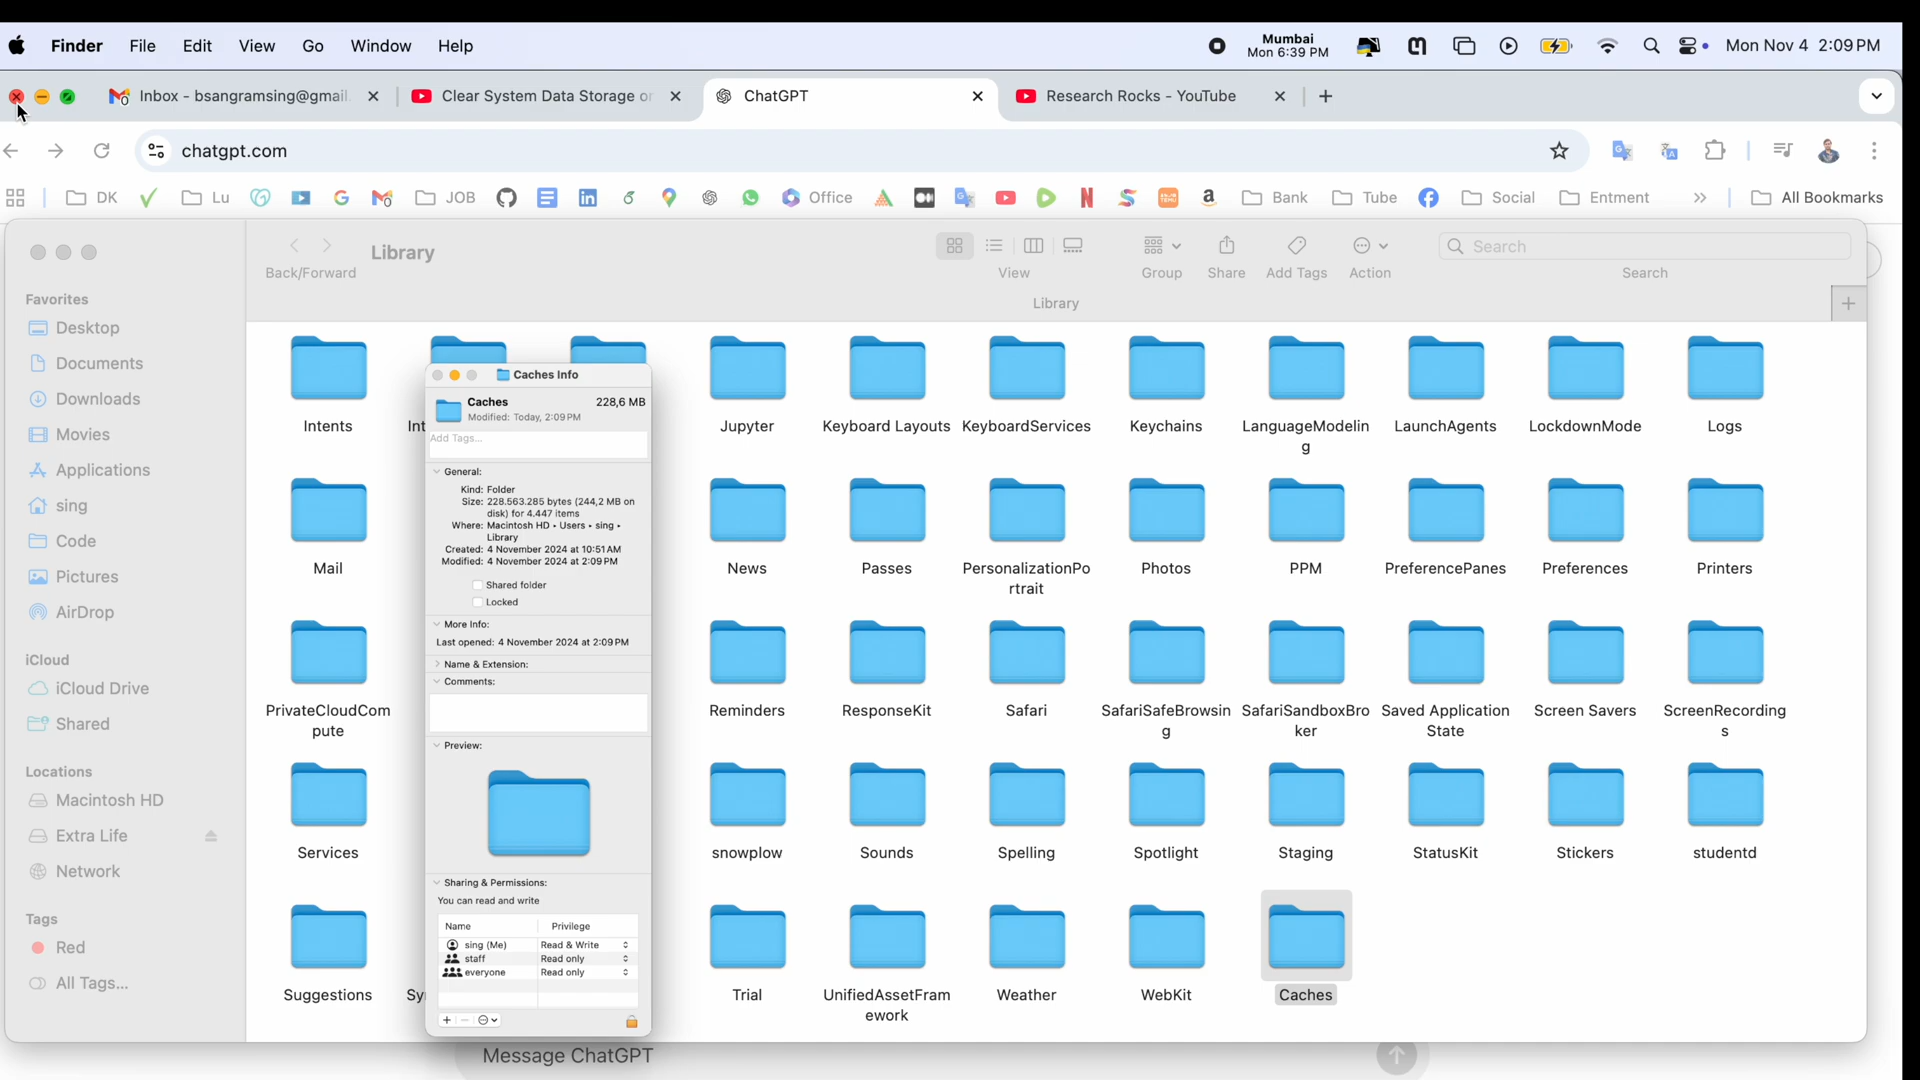 Finder File Edit View Go Window Help
Mumbai
Mon 6:39 PM
Mon Nov 4 2:09 PM
Inbox - bsangramsing@gmail.
Clear System Data Storage or
ChatGPT
Research Rocks - YouTube
chatgpt.com
DK Lu JOB Office Bank Tube Social Entment All Bookmarks
Library
Back/Forward
View
Group
Share
Add Tags
Action
Search
Search
Library
Favorites
Desktop
Documents
Downloads
Movies
Applications
sing
Code
Pictures
AirDrop
iCloud
iCloud Drive
Shared
Locations
Macintosh HD
Extra Life
Network
Tags
Red
All Tags...
Intents
Jupyter
Keyboard Layouts
KeyboardServices
Keychains
LanguageModelin
g
LaunchAgents
LockdownMode
Logs
Mail
News
Passes
PersonalizationPo
rtrait
Photos
PPM
PreferencePanes
Preferences
Printers
PrivateCloudCom
pute
Reminders
ResponseKit
Safari
SafariSafeBrowsin
g
SafariSandboxBro
ker
Saved Application
State
Screen Savers
ScreenRecording
s
Services
snowplow
Sounds
Spelling
Spotlight
Staging
StatusKit
Stickers
studentd
Suggestions
Sy
Trial
UnifiedAssetFram
ework
Weather
WebKit
Caches
Caches Info
Caches 228,6 MB
Modified: Today, 2:09 PM
Add Tags...
General:
Kind: Folder
Size: 228.563.285 bytes (244,2 MB on
disk) for 4.447 items
Where: Macintosh HD • Users • sing •
Library
Created: 4 November 2024 at 10:51 AM
Modified: 4 November 2024 at 2:09 PM
Shared folder
Locked
More Info:
Last opened: 4 November 2024 at 2:09 PM
Name & Extension:
Comments:
Preview:
Sharing & Permissions:
You can read and write
Name Privilege
sing (Me) Read & Write
staff Read only
everyone Read only
Message ChatGPT